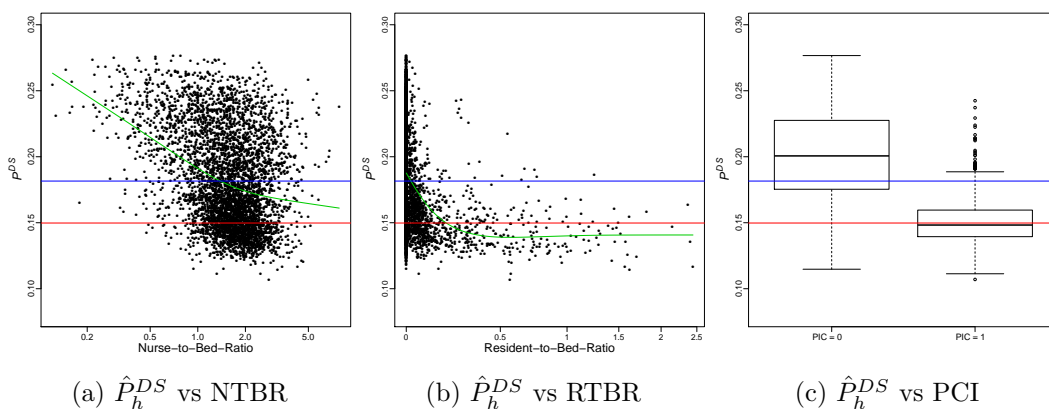 0.30
0.25
0.20
0.15
0.10
P^DS
0.2 0.5 1.0 2.0 5.0
Nurse−to−Bed−Ratio
0.30
0.25
0.20
0.15
0.10
P^DS
0 0.5 1 1.5 2 2.5
Resident−to−Bed−Ratio
0.30
0.25
0.20
0.15
0.10
P^DS
PIC = 0 PIC = 1
(a) P̂_h^DS vs NTBR
(b) P̂_h^DS vs RTBR
(c) P̂_h^DS vs PCI